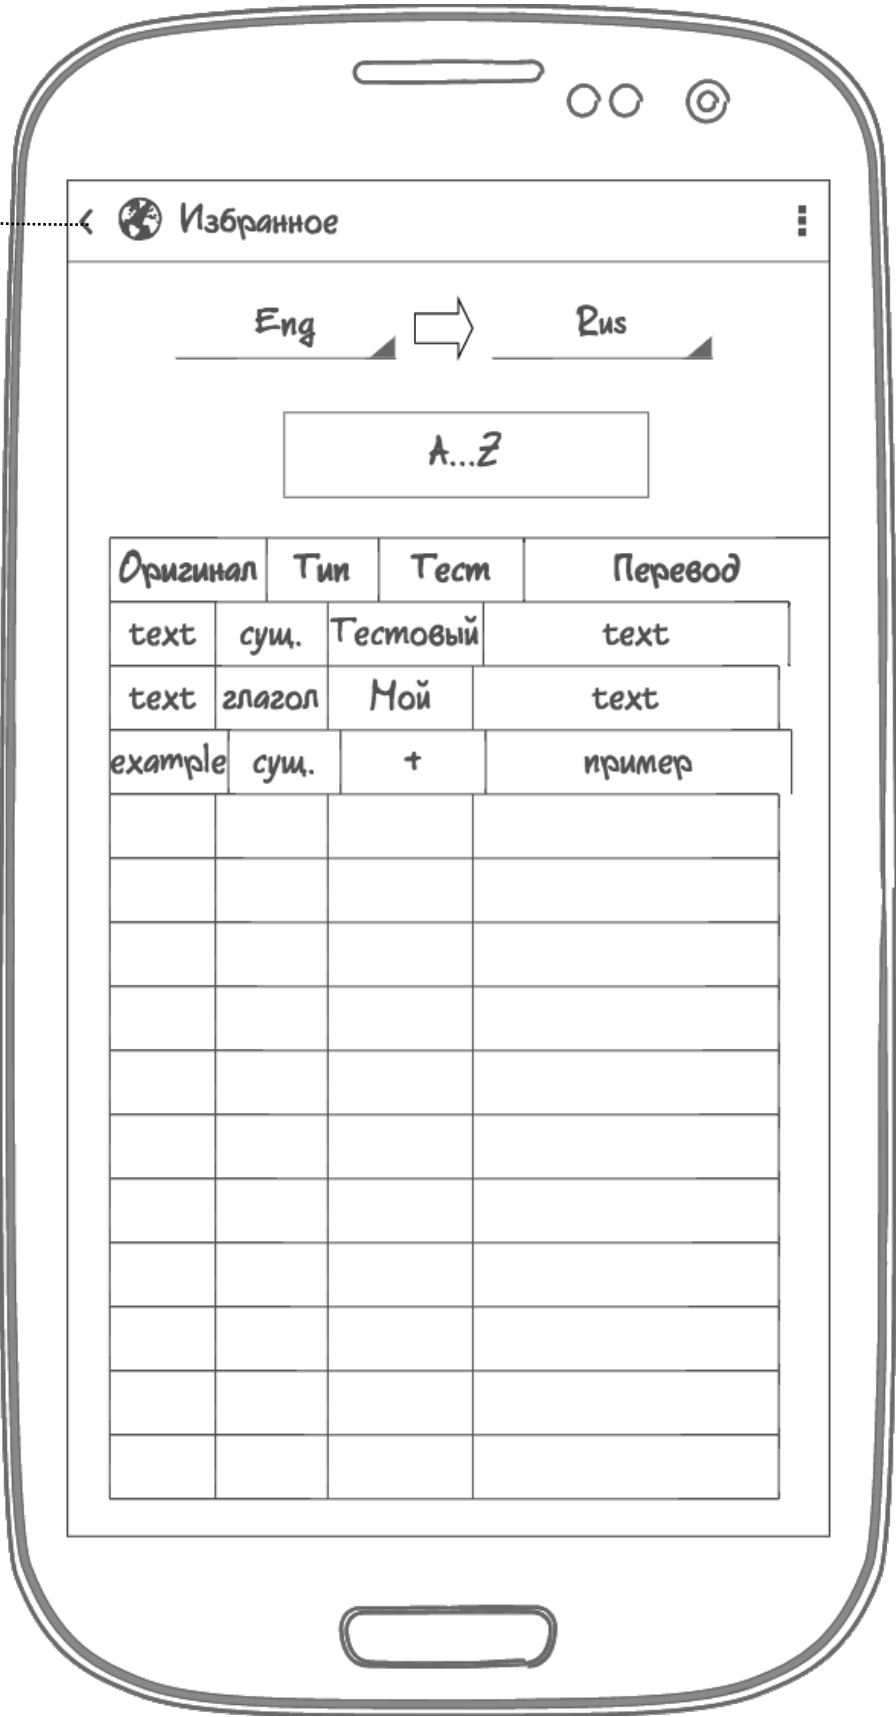 Избранное
Eng Rus
A...Z
Оригинал Тип Тест Перевод
text сущ. Тестовый text
text глагол Мой text
example сущ. + пример